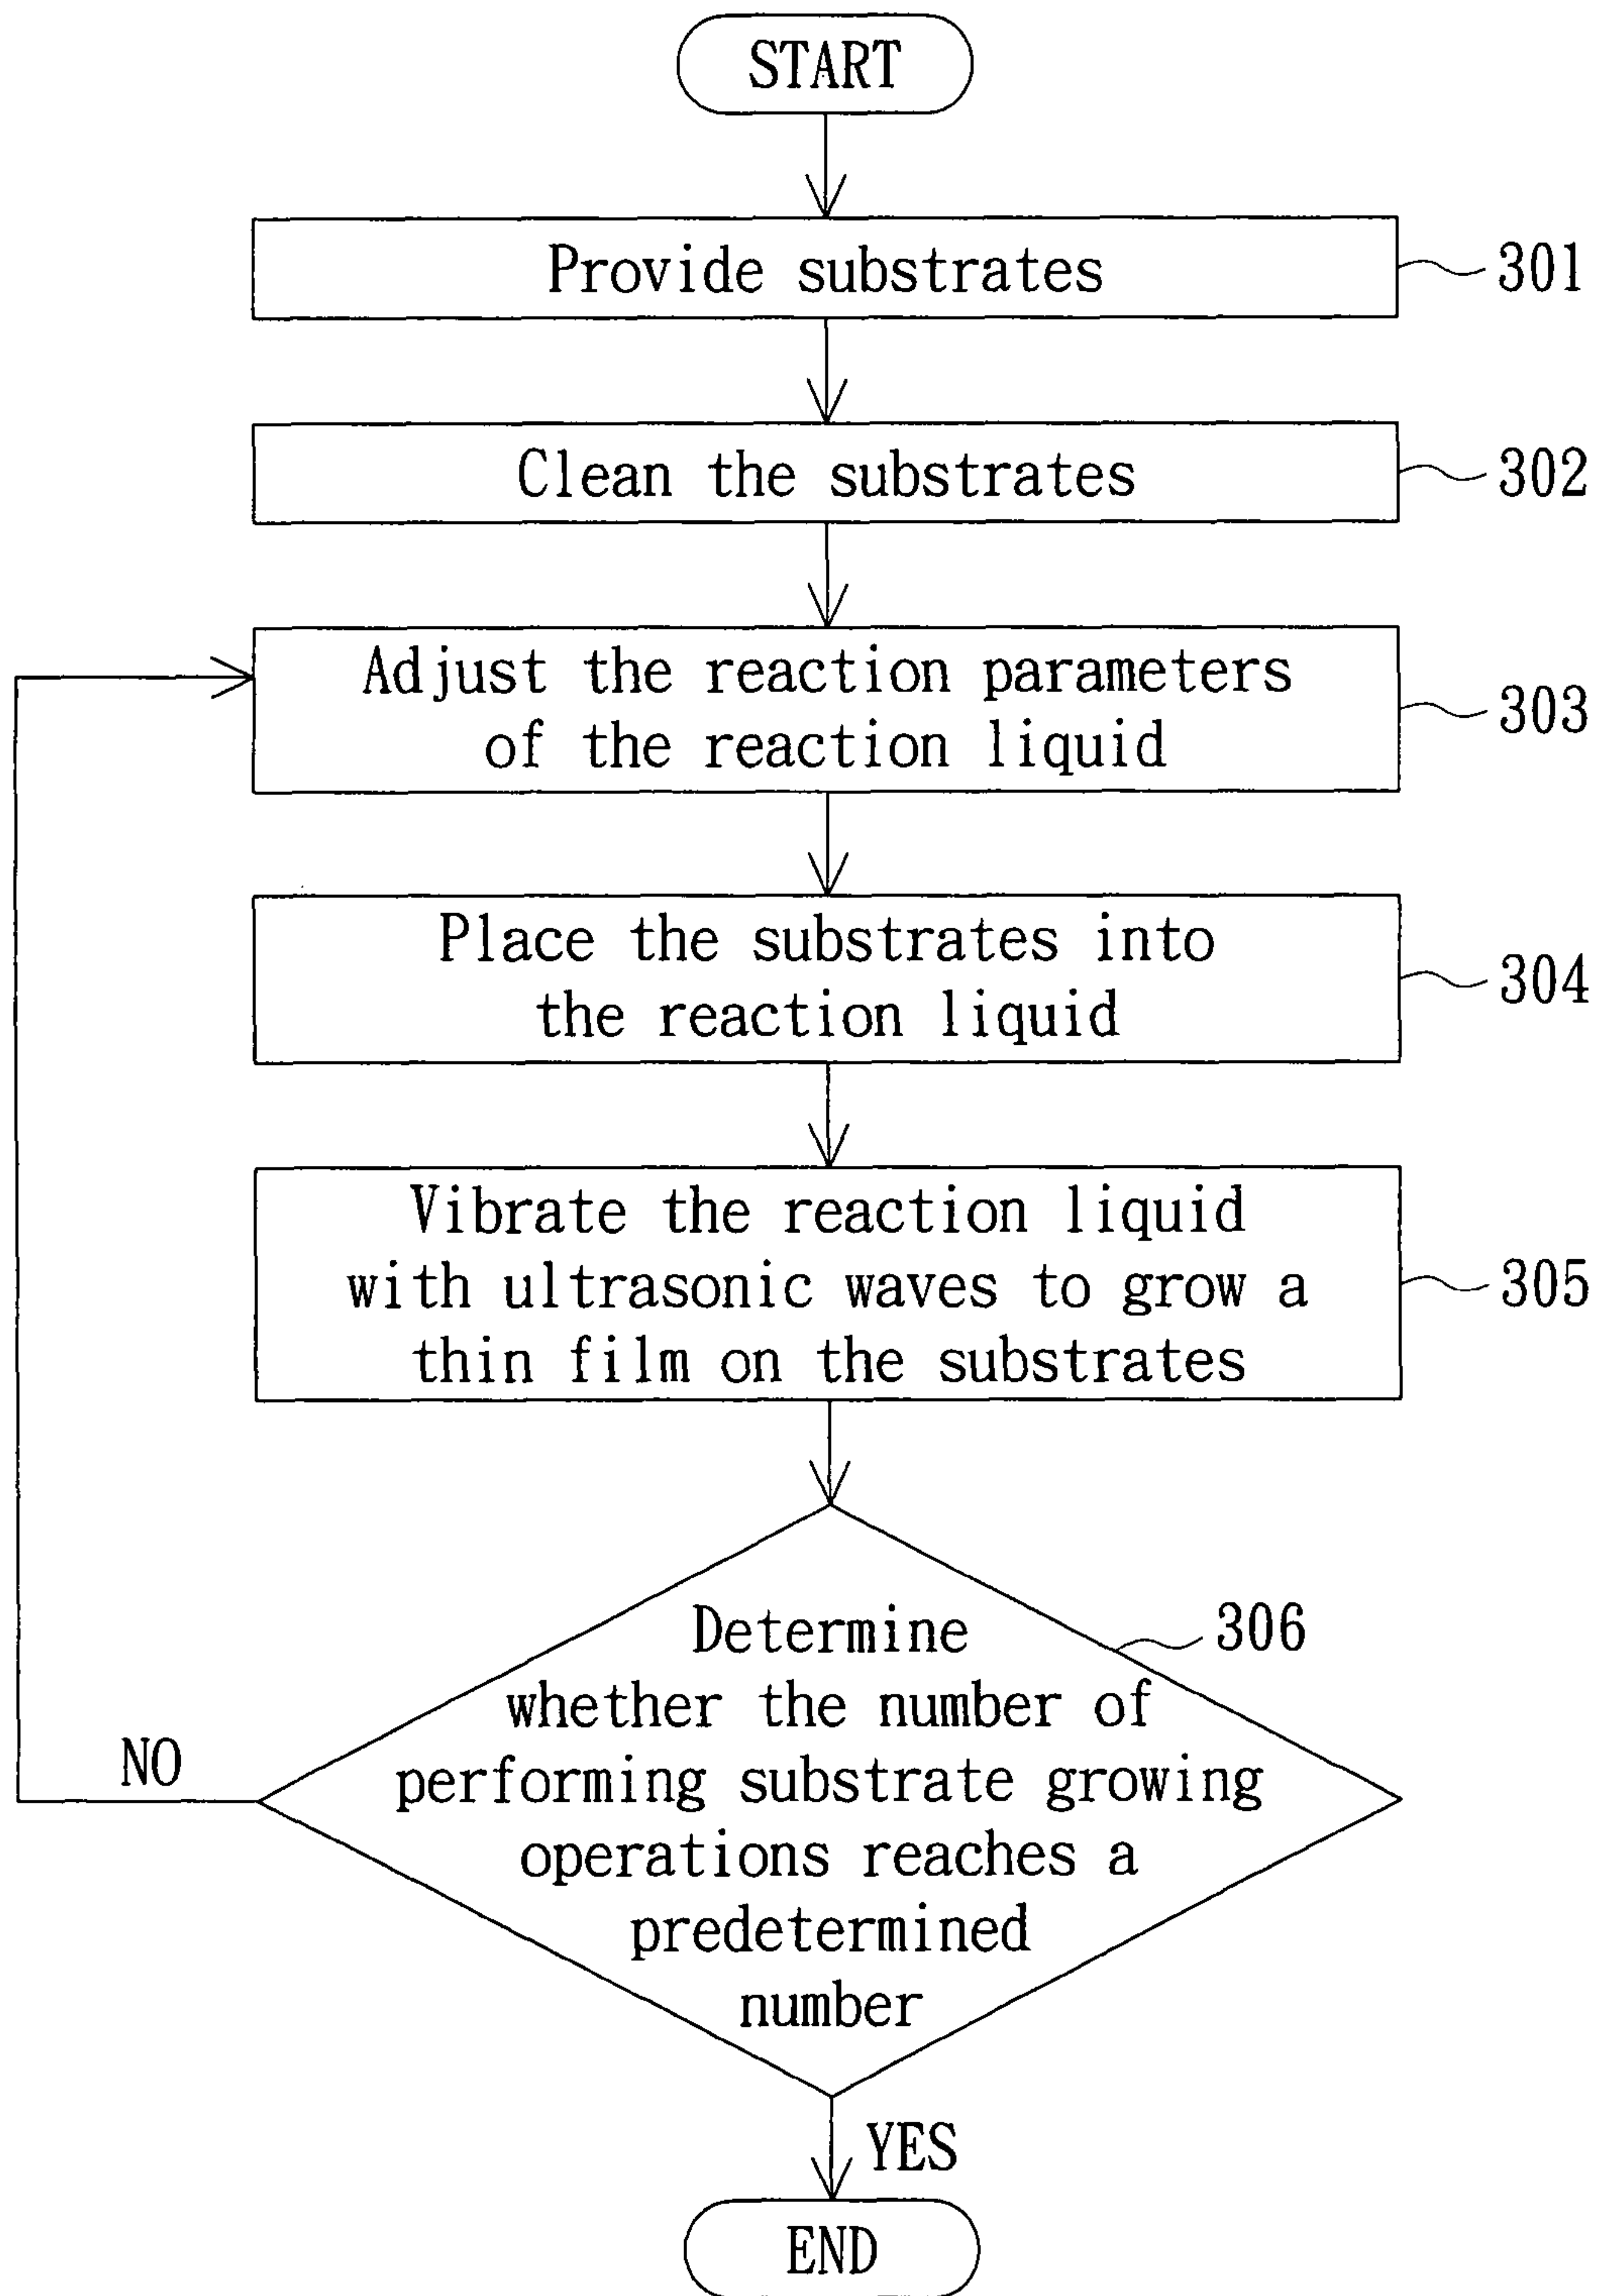 START
Provide substrates
301
Clean the substrates
302
Adjust the reaction parameters
of the reaction liquid
303
Place the substrates into
the reaction liquid
304
Vibrate the reaction liquid
with ultrasonic waves to grow a
thin film on the substrates
305
Determine
whether the number of
performing substrate growing
operations reaches a
predetermined
number
306
NO
YES
END